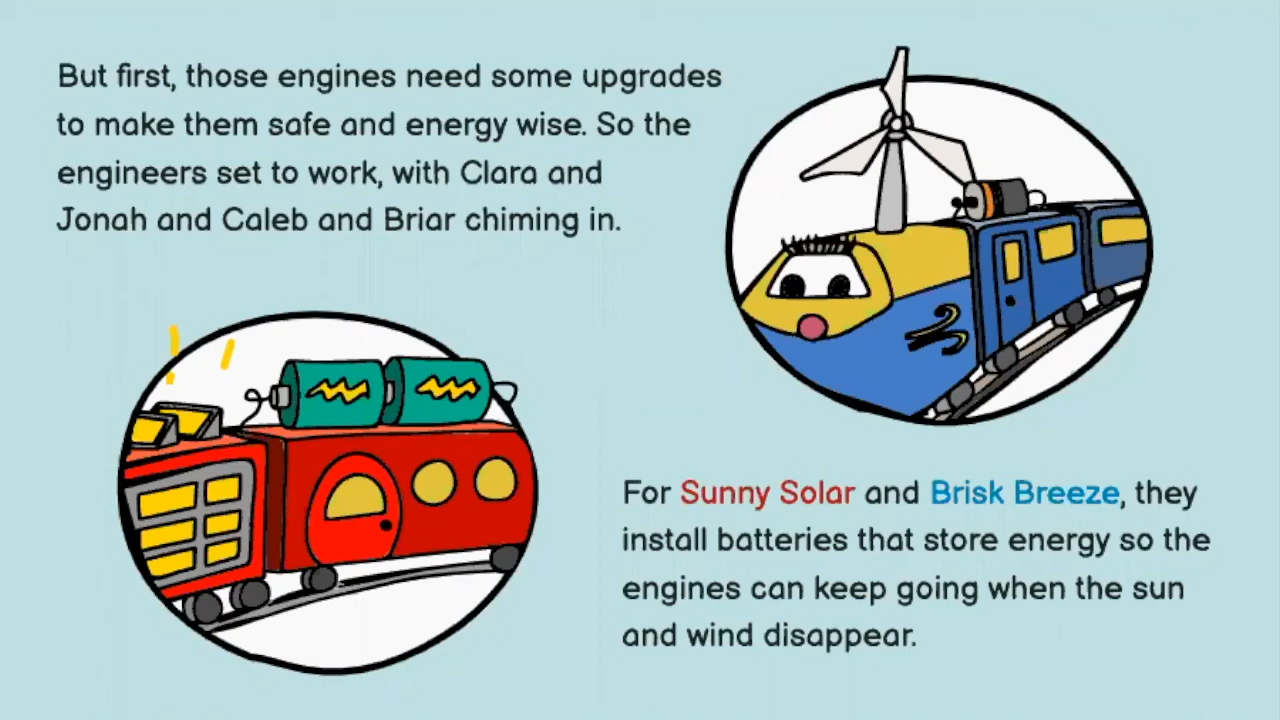 But first, those engines need some upgrades
to make them safe and energy wise. So the
engineers set to work, with Clara and
Jonah and Caleb and Briar chiming in.
For Sunny Solar and Brisk Breeze, they
install batteries that store energy so the
engines can keep going when the sun
and wind disappear.